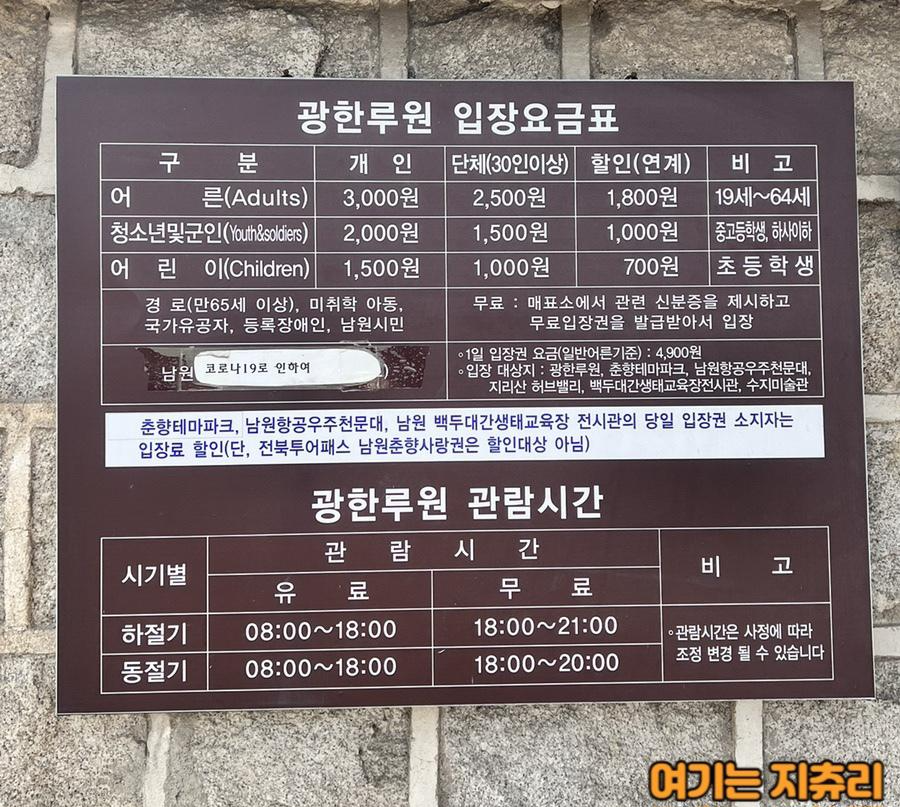 광한루원 입장요금표
구 분 개 인 단체(30인이상) 할인(연계) 비 고
어 른(Adults) 3,000원 2,500원 1,800원 19세~64세
청소년및군인(Youth&soldiers) 2,000원 1,500원 1,000원 중고등학생, 하사이하
어 린 이(Children) 1,500원 1,000원 700원 초등학생
경 로(만65세 이상), 미취학 아동,
국가유공자, 등록장애인, 남원시민
무료 : 매표소에서 관련 신분증을 제시하고
무료입장권을 발급받아서 입장
남원 코로나19로 인하여 )
◦1일 입장권 요금(일반어른기준) : 4,900원
◦입장 대상지 : 광한루원, 춘향테마파크, 남원항공우주천문대,
지리산 허브밸리, 백두대간생태교육장전시관, 수지미술관
춘향테마파크, 남원항공우주천문대, 남원 백두대간생태교육장 전시관의 당일 입장권 소지자는
입장료 할인(단, 전북투어패스 남원춘향사랑권은 할인대상 아님)
광한루원 관람시간
시기별 관 람 시 간 비 고
유 료 무 료
하절기 08:00~18:00 18:00~21:00
동절기 08:00~18:00 18:00~20:00
◦관람시간은 사정에 따라
조정 변경 될 수 있습니다
여기는 지츄리